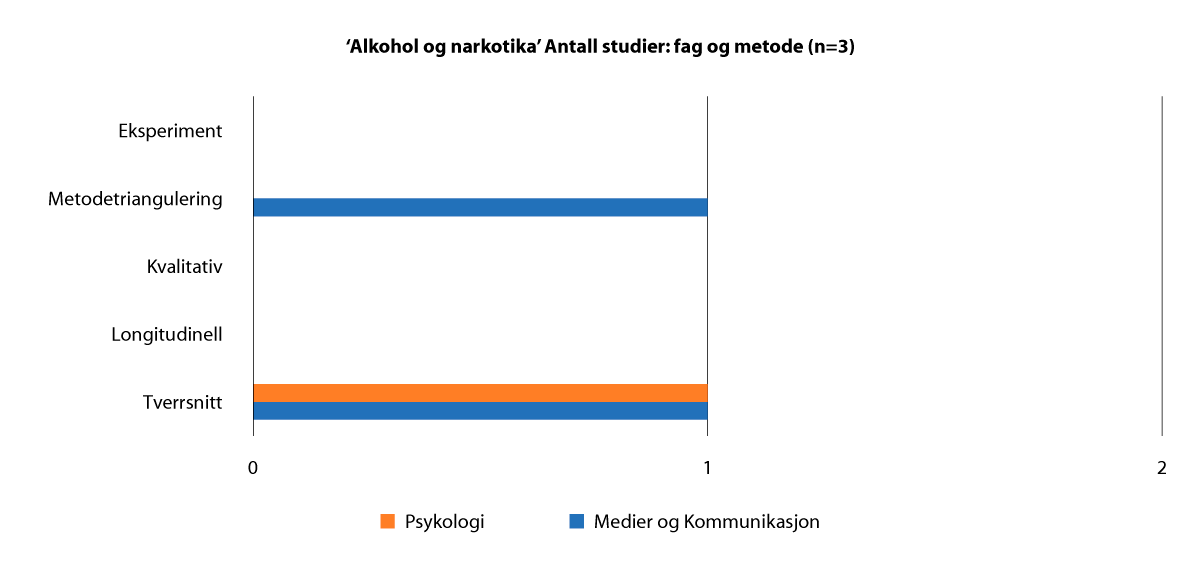 ‘Alkohol og narkotika’ Antall studier: fag og metode (n=3)
Eksperiment
Metodetriangulering
Kvalitativ
Longitudinell
Tverrsnitt
0 1 2
Psykologi Medier og Kommunikasjon